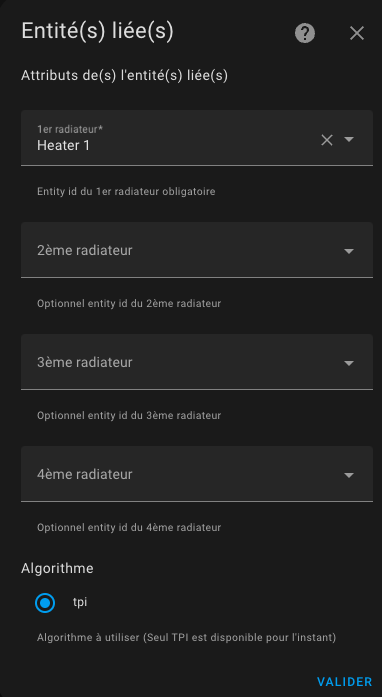 Entité(s) liée(s)
Attributs de(s) l'entité(s) liée(s)
1er radiateur*
Heater 1
Entity id du 1er radiateur obligatoire
2ème radiateur
Optionnel entity id du 2ème radiateur
3ème radiateur
Optionnel entity id du 3ème radiateur
4ème radiateur
Optionnel entity id du 4ème radiateur
Algorithme
tpi
Algorithme à utiliser (Seul TPI est disponible pour l'instant)
VALIDER